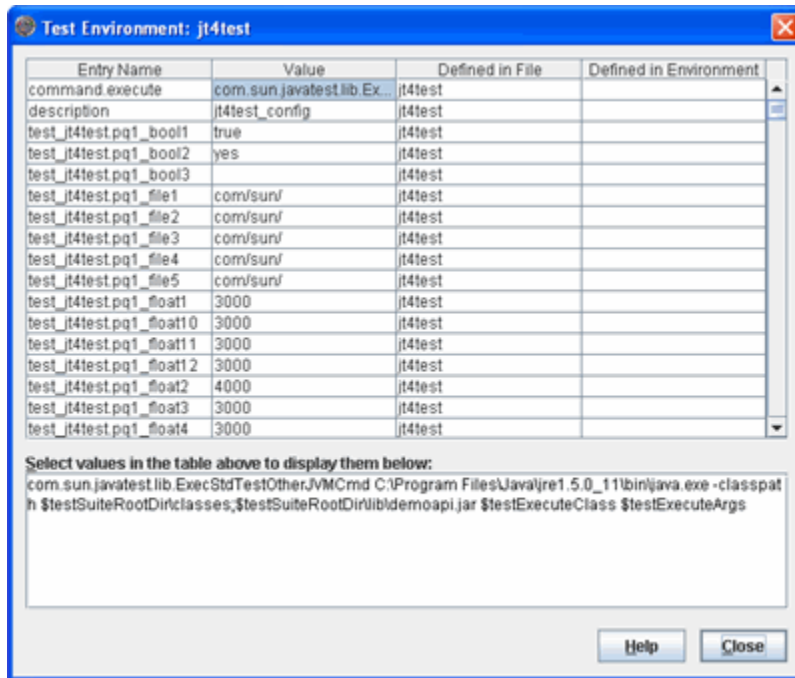 Test Environment: jt4test
Entry Name Value Defined in File Defined in Environment
command.execute com.sun.javatest.lib.Ex... jt4test
description jt4test_config jt4test
test_jt4test.pq1_bool1 true jt4test
test_jt4test.pq1_bool2 yes jt4test
test_jt4test.pq1_bool3 jt4test
test_jt4test.pq1_file1 com/sun/ jt4test
test_jt4test.pq1_file2 com/sun/ jt4test
test_jt4test.pq1_file3 com/sun/ jt4test
test_jt4test.pq1_file4 com/sun/ jt4test
test_jt4test.pq1_file5 com/sun/ jt4test
test_jt4test.pq1_float1 3000 jt4test
test_jt4test.pq1_float10 3000 jt4test
test_jt4test.pq1_float11 3000 jt4test
test_jt4test.pq1_float12 3000 jt4test
test_jt4test.pq1_float2 4000 jt4test
test_jt4test.pq1_float3 3000 jt4test
test_jt4test.pq1_float4 3000 jt4test
Select values in the table above to display them below:
com.sun.javatest.lib.ExecStdTestOtherJVMCmd C:\Program Files\Java\jre1.5.0_11\bin\java.exe -classpat
h $testSuiteRootDir\classes;$testSuiteRootDir\lib\demoapi.jar $testExecuteClass $testExecuteArgs
Help Close